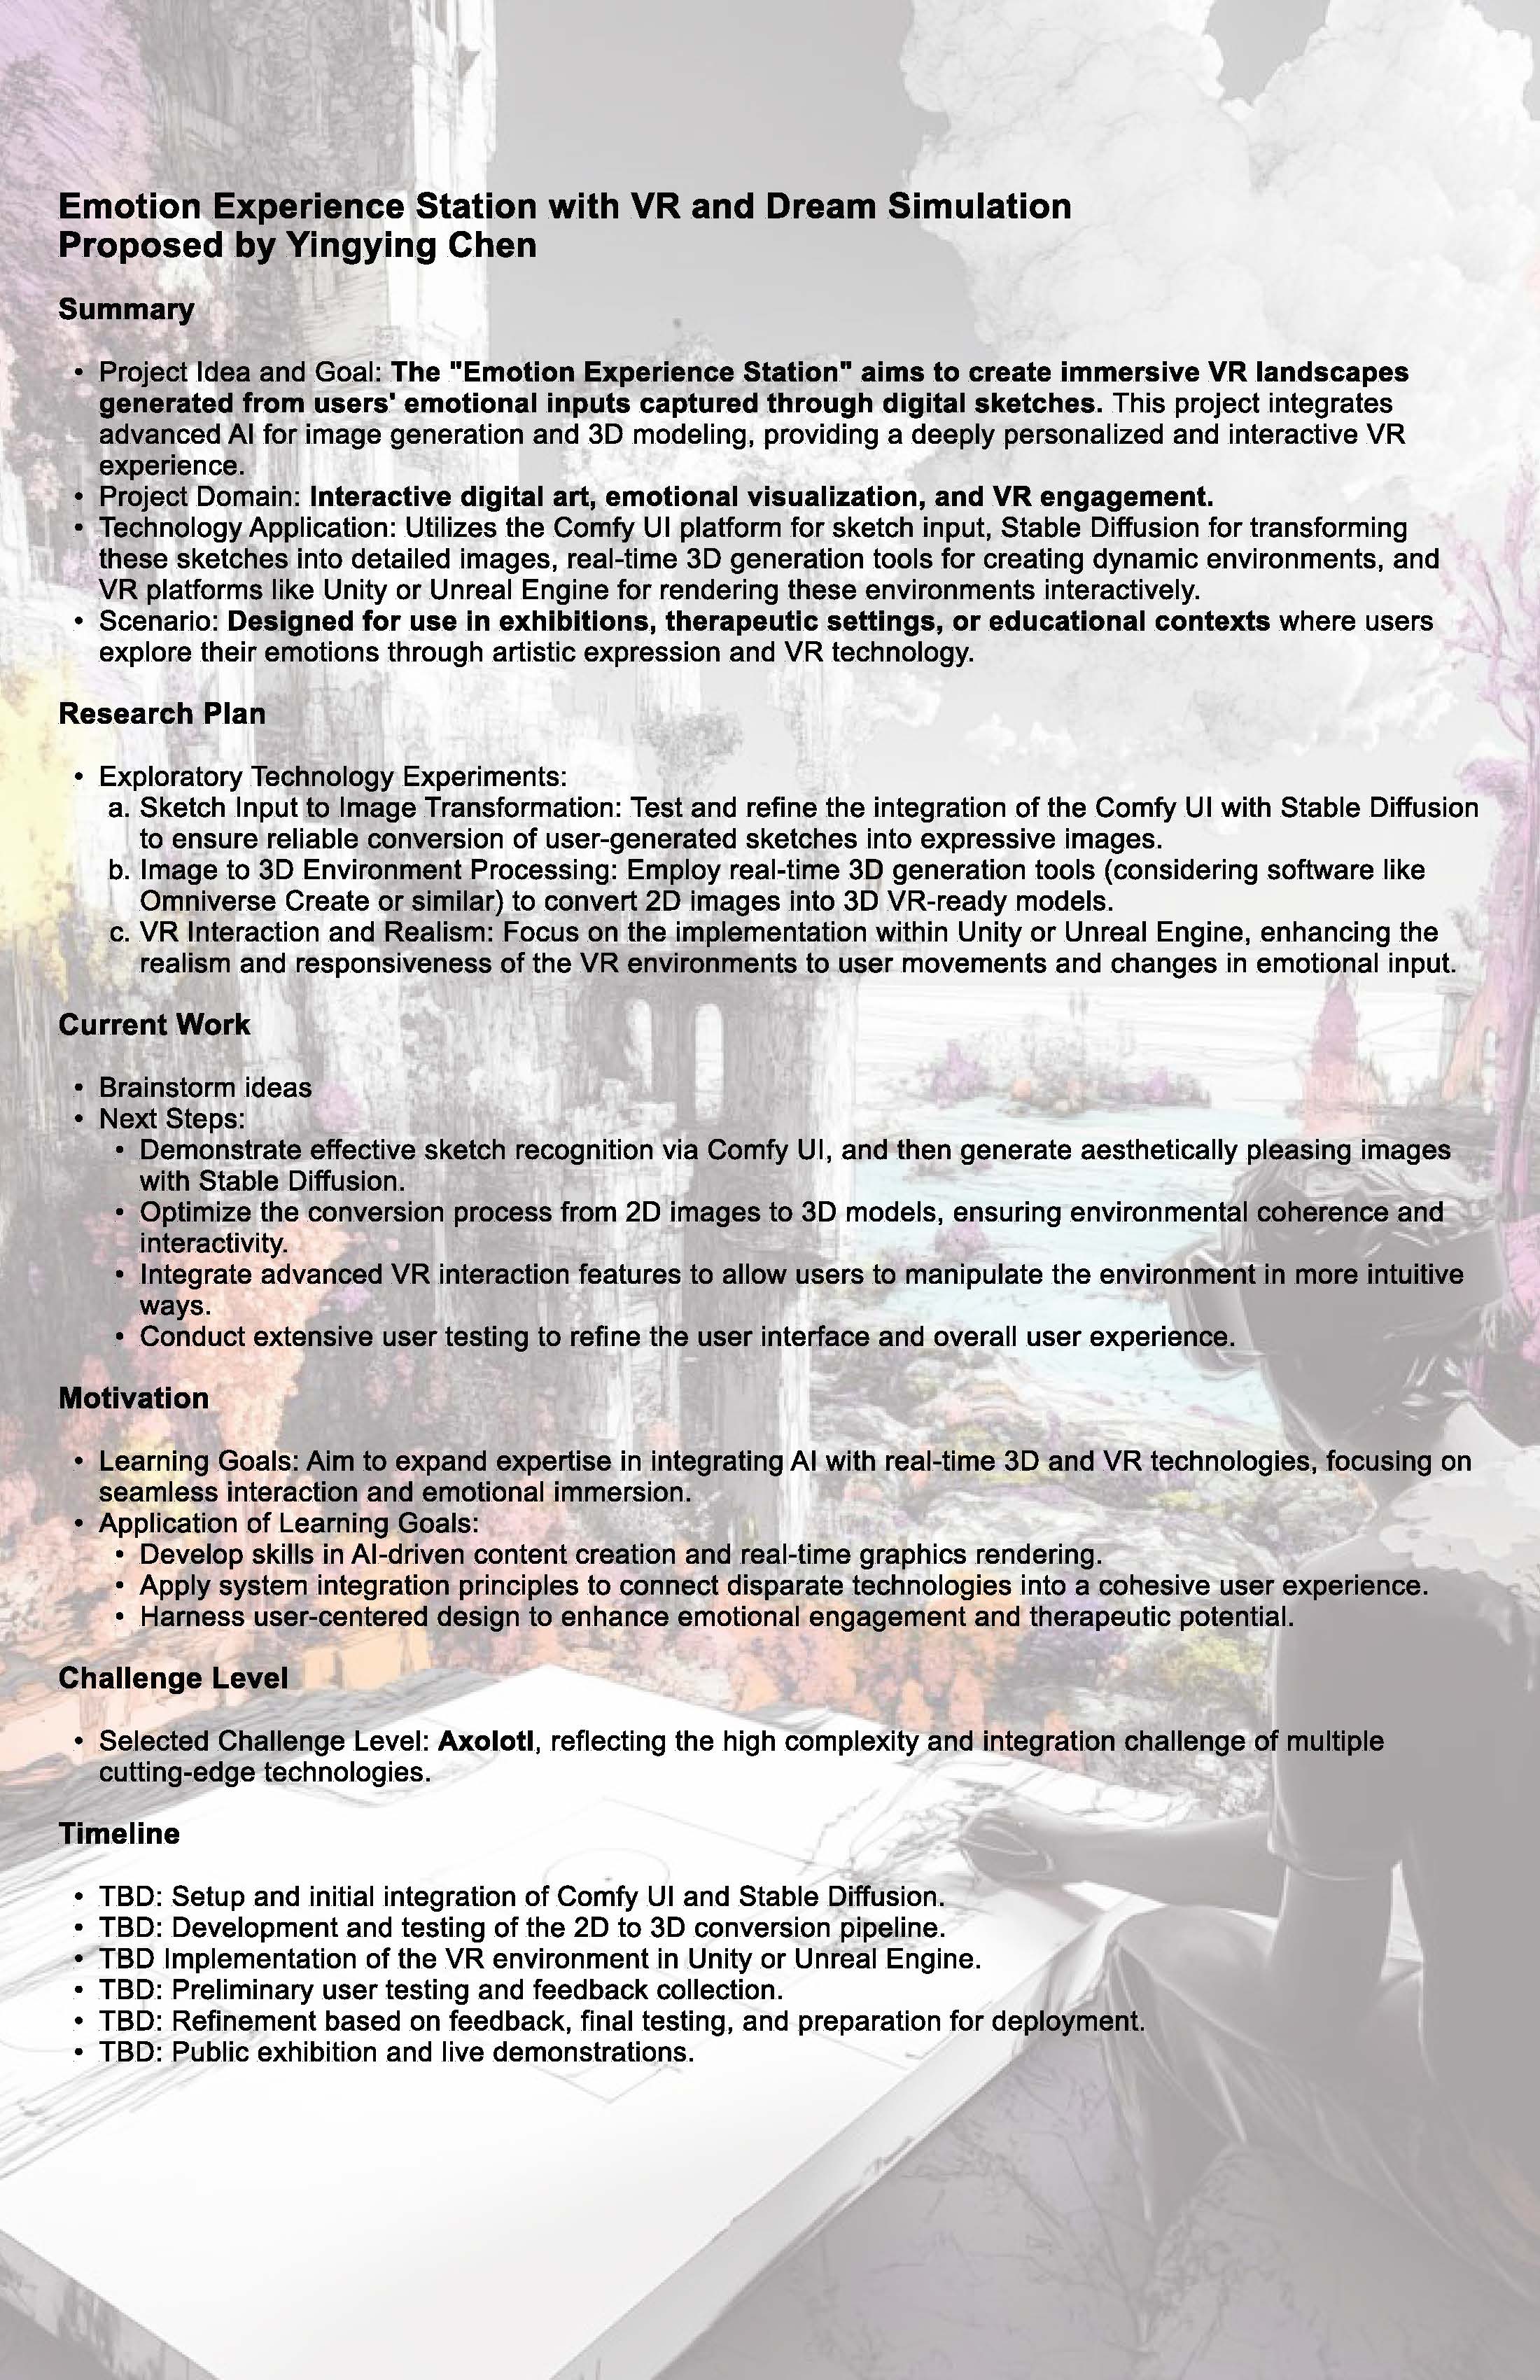 Emotion Experience Station with VR and Dream Simulation
Proposed by Yingying Chen
Summary
• Project Idea and Goal: The "Emotion Experience Station" aims to create immersive VR landscapes
generated from users' emotional inputs captured through digital sketches. This project integrates
advanced AI for image generation and 3D modeling, providing a deeply personalized and interactive VR
experience.
• Project Domain: Interactive digital art, emotional visualization, and VR engagement.
• Technology Application: Utilizes the Comfy UI platform for sketch input, Stable Diffusion for transforming
these sketches into detailed images, real-time 3D generation tools for creating dynamic environments, and
VR platforms like Unity or Unreal Engine for rendering these environments interactively.
• Scenario: Designed for use in exhibitions, therapeutic settings, or educational contexts where users
explore their emotions through artistic expression and VR technology.
Research Plan
• Exploratory Technology Experiments:
a. Sketch Input to Image Transformation: Test and refine the integration of the Comfy UI with Stable Diffusion
to ensure reliable conversion of user-generated sketches into expressive images.
b. Image to 3D Environment Processing: Employ real-time 3D generation tools (considering software like
Omniverse Create or similar) to convert 2D images into 3D VR-ready models.
c. VR Interaction and Realism: Focus on the implementation within Unity or Unreal Engine, enhancing the
realism and responsiveness of the VR environments to user movements and changes in emotional input.
Current Work
• Brainstorm ideas
• Next Steps:
• Demonstrate effective sketch recognition via Comfy UI, and then generate aesthetically pleasing images
with Stable Diffusion.
• Optimize the conversion process from 2D images to 3D models, ensuring environmental coherence and
interactivity.
• Integrate advanced VR interaction features to allow users to manipulate the environment in more intuitive
ways.
• Conduct extensive user testing to refine the user interface and overall user experience.
Motivation
• Learning Goals: Aim to expand expertise in integrating AI with real-time 3D and VR technologies, focusing on
seamless interaction and emotional immersion.
• Application of Learning Goals:
• Develop skills in AI-driven content creation and real-time graphics rendering.
• Apply system integration principles to connect disparate technologies into a cohesive user experience.
• Harness user-centered design to enhance emotional engagement and therapeutic potential.
Challenge Level
• Selected Challenge Level: Axolotl, reflecting the high complexity and integration challenge of multiple
cutting-edge technologies.
Timeline
• TBD: Setup and initial integration of Comfy UI and Stable Diffusion.
• TBD: Development and testing of the 2D to 3D conversion pipeline.
• TBD Implementation of the VR environment in Unity or Unreal Engine.
• TBD: Preliminary user testing and feedback collection.
• TBD: Refinement based on feedback, final testing, and preparation for deployment.
• TBD: Public exhibition and live demonstrations.